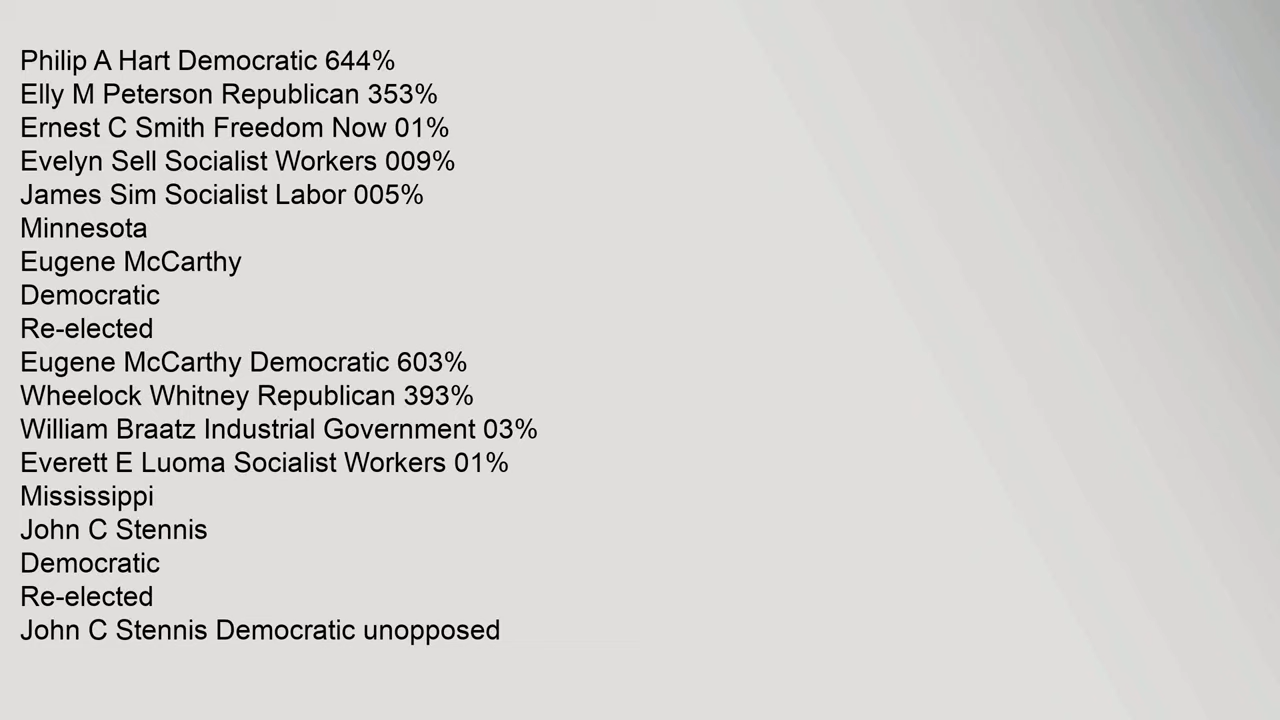 Philip A Hart Democratic 644%
Elly M Peterson Republican 353%
Ernest C Smith Freedom Now 01%
Evelyn Sell Socialist Workers 009%
James Sim Socialist Labor 005%
Minnesota
Eugene McCarthy
Democratic
Re-elected
Eugene McCarthy Democratic 603%
Wheelock Whitney Republican 393%
William Braatz Industrial Government 03%
Everett E Luoma Socialist Workers 01%
Mississippi
John C Stennis
Democratic
Re-elected
John C Stennis Democratic unopposed